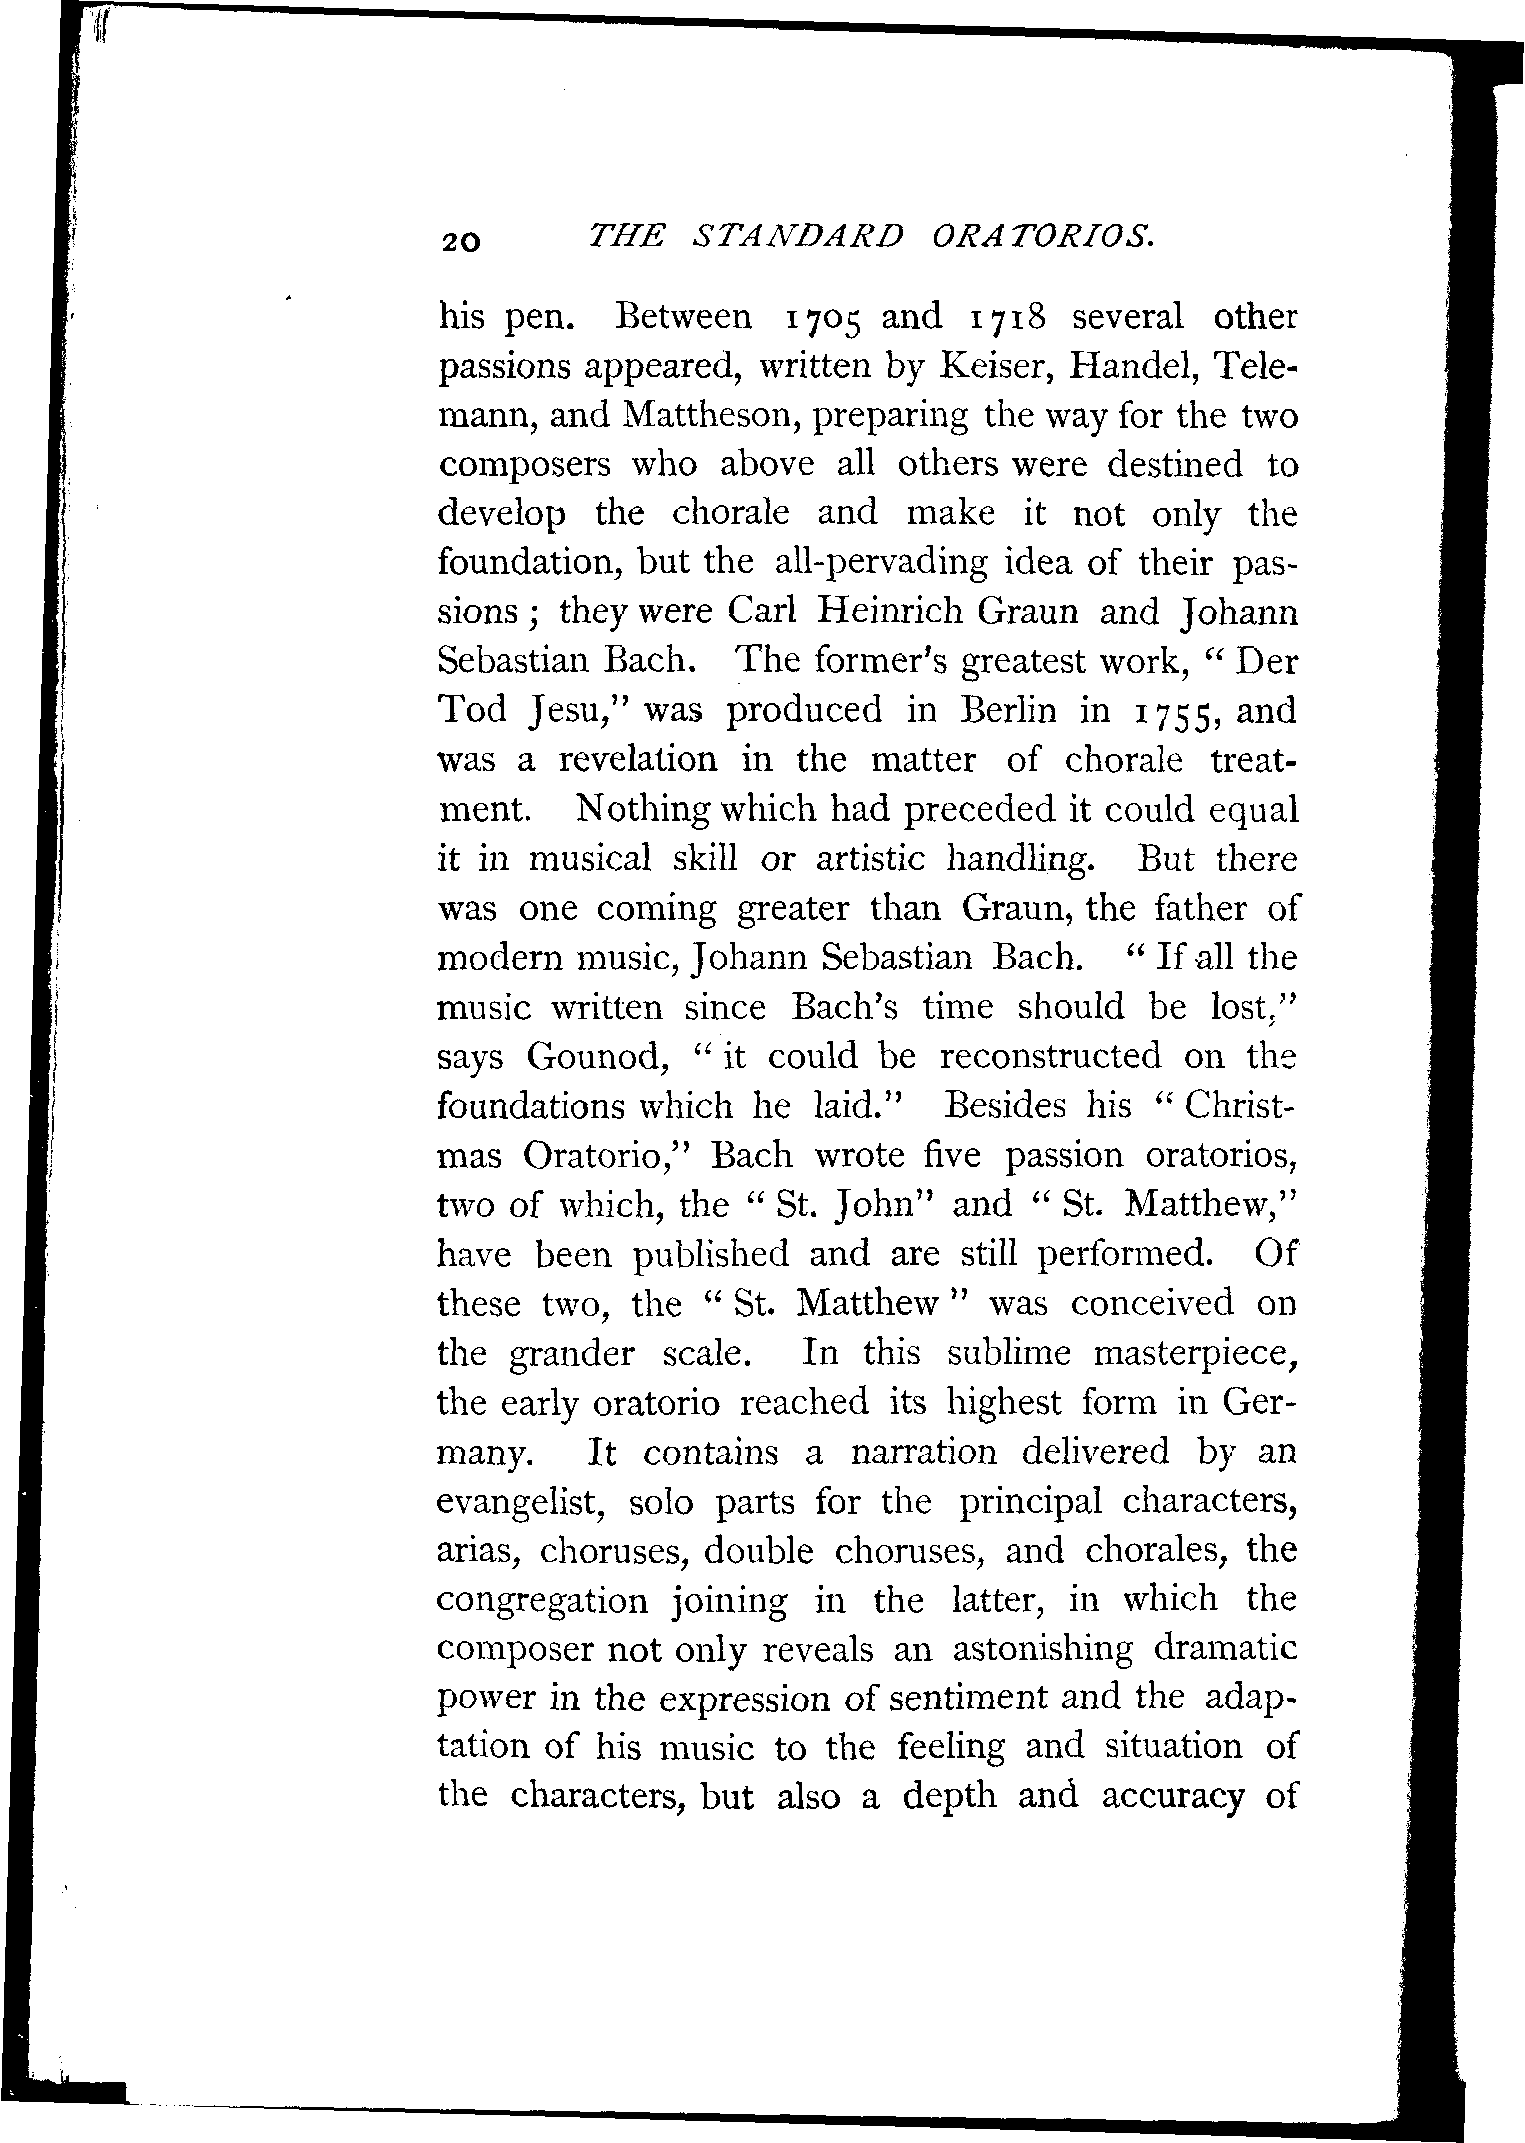 20 THE STANDARD ORATORIOS.
his pen. Between 1705 and 1718 several other
passions appeared, written by Keiser, Handel, Tele-
mann, and Mattheson, preparing the way for the two
composers who above all others were destined to
develop the chorale and make it not only the
foundation, but the all-pervading idea of their pas-
sions ; they were Carl Heinrich Graun and Johann
Sebastian Bach. The former's greatest work, “ Der
Tod Jesu,” was produced in Berlin in 1755, and
was a revelation in the matter of chorale treat-
ment. Nothing which had preceded it could equal
it in musical skill or artistic handling. But there
was one coming greater than Graun, the father of
modern music, Johann Sebastian Bach. “ If all the
music written since Bach's time should be lost,”
says Gounod, “ it could be reconstructed on the
foundations which he laid.” Besides his “ Christ-
mas Oratorio,” Bach wrote five passion oratorios,
two of which, the “ St. John” and “ St. Matthew,”
have been published and are still performed. Of
these two, the “ St. Matthew ” was conceived on
the grander scale. In this sublime masterpiece,
the early oratorio reached its highest form in Ger-
many. It contains a narration delivered by an
evangelist, solo parts for the principal characters,
arias, choruses, double choruses, and chorales, the
congregation joining in the latter, in which the
composer not only reveals an astonishing dramatic
power in the expression of sentiment and the adap-
tation of his music to the feeling and situation of
the characters, but also a depth and accuracy of